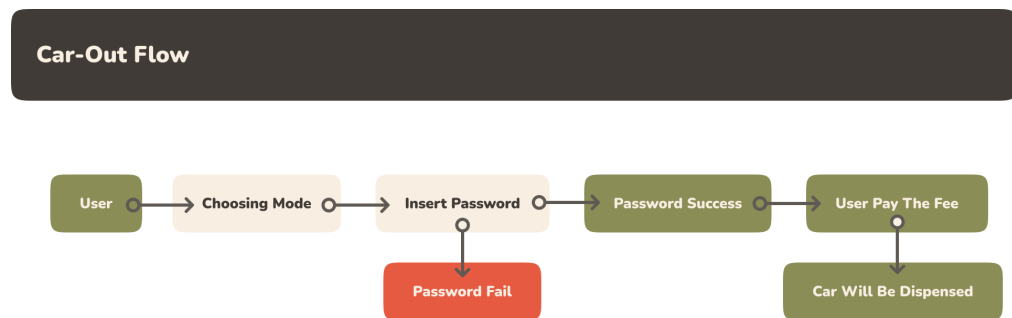 Car-Out Flow
User
Choosing Mode
Insert Password
Password Success
User Pay The Fee
Password Fail
Car Will Be Dispensed